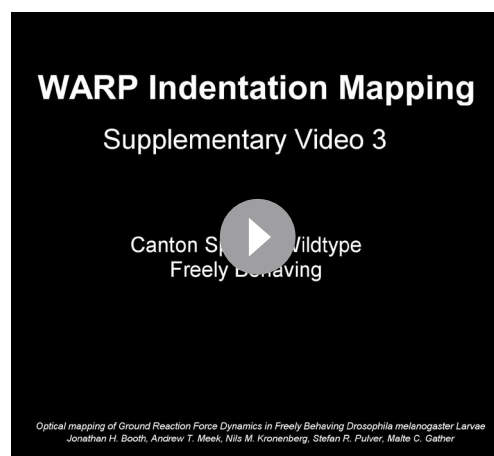 WARP Indentation Mapping
Supplementary Video 3
Canton Wildtype
Freely Behaving
Optical mapping of Ground Reaction Force Dynamics in Freely Behaving Drosophila melanogaster Larvae
Jonathan H. Booth, Andrew T. Meek, Nils M. Kronenberg, Stefan R. Pulver, Malte C. Gather